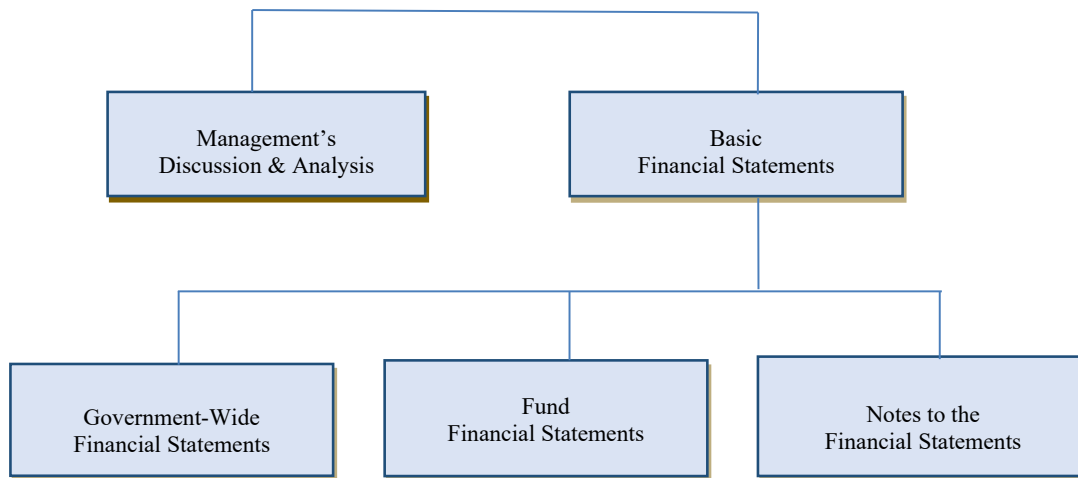 Management’s
Discussion & Analysis
Basic
Financial Statements
Government-Wide
Financial Statements
Fund
Financial Statements
Notes to the
Financial Statements